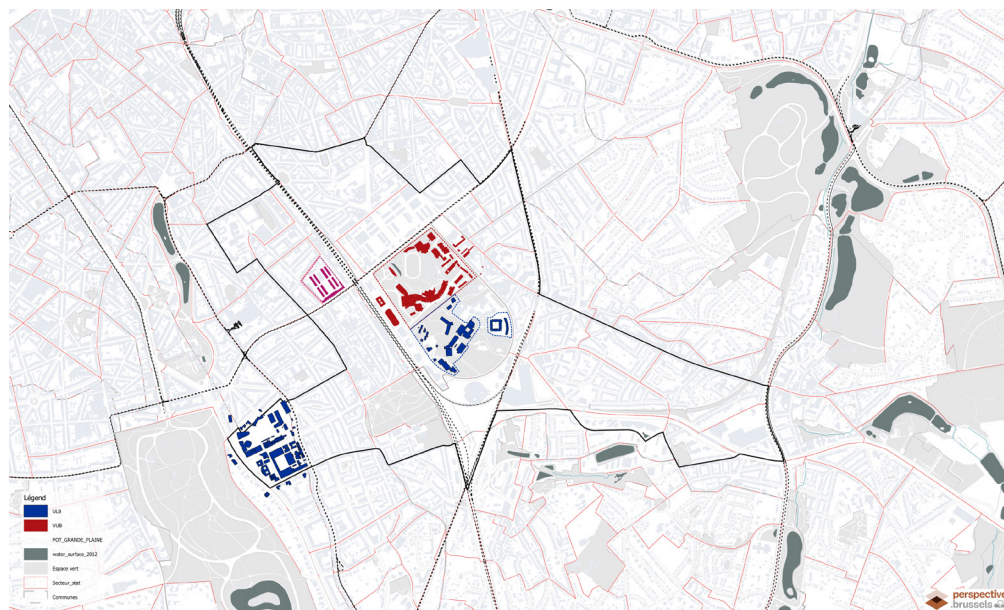 Légend
ULB
VUB
POT_GRANDE_PLAINE
water_surface_2012
Espace vert
Secteur_stat
Communes
perspective
.brussels